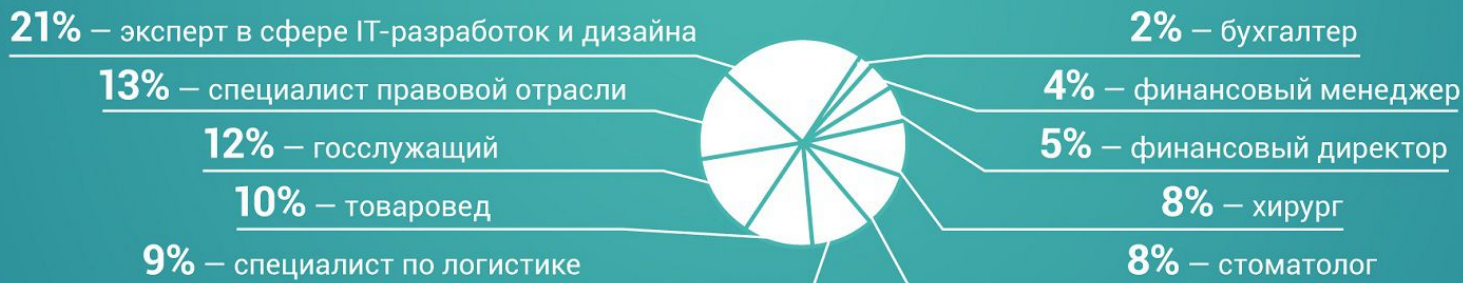 21% – эксперт в сфере IT-разработок и дизайна
13% – специалист правовой отрасли
12% – госслужащий
10% – товаровед
9% – специалист по логистике
2% – бухгалтер
4% – финансовый менеджер
5% – финансовый директор
8% – хирург
8% – стоматолог